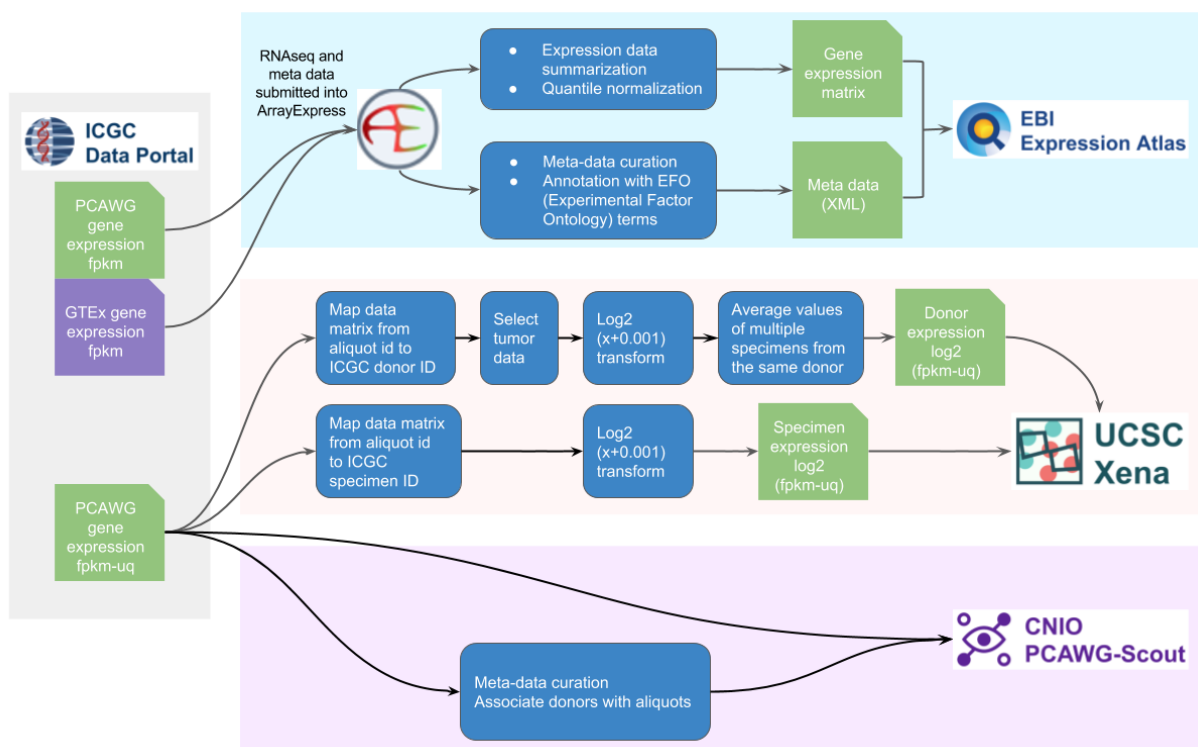 ICGC
Data Portal
PCAWG
gene
expression
fpkm
GTEx gene
expression
fpkm
PCAWG
gene
expression
fpkm-uq
RNAseq and
meta data
submitted into
ArrayExpress
AE
● Expression data
summarization
● Quantile normalization
Gene
expression
matrix
● Meta-data curation
● Annotation with EFO
(Experimental Factor
Ontology) terms
Meta data
(XML)
EBI
Expression Atlas
Map data
matrix from
aliquot id to
ICGC donor ID
Select
tumor
data
Log2
(x+0.001)
transform
Average values
of multiple
specimens from
the same donor
Donor
expression
log2
(fpkm-uq)
Map data matrix
from aliquot id
to ICGC
specimen ID
Log2
(x+0.001)
transform
Specimen
expression
log2
(fpkm-uq)
UCSC
Xena
Meta-data curation
Associate donors with aliquots
CNIO
PCAWG-Scout